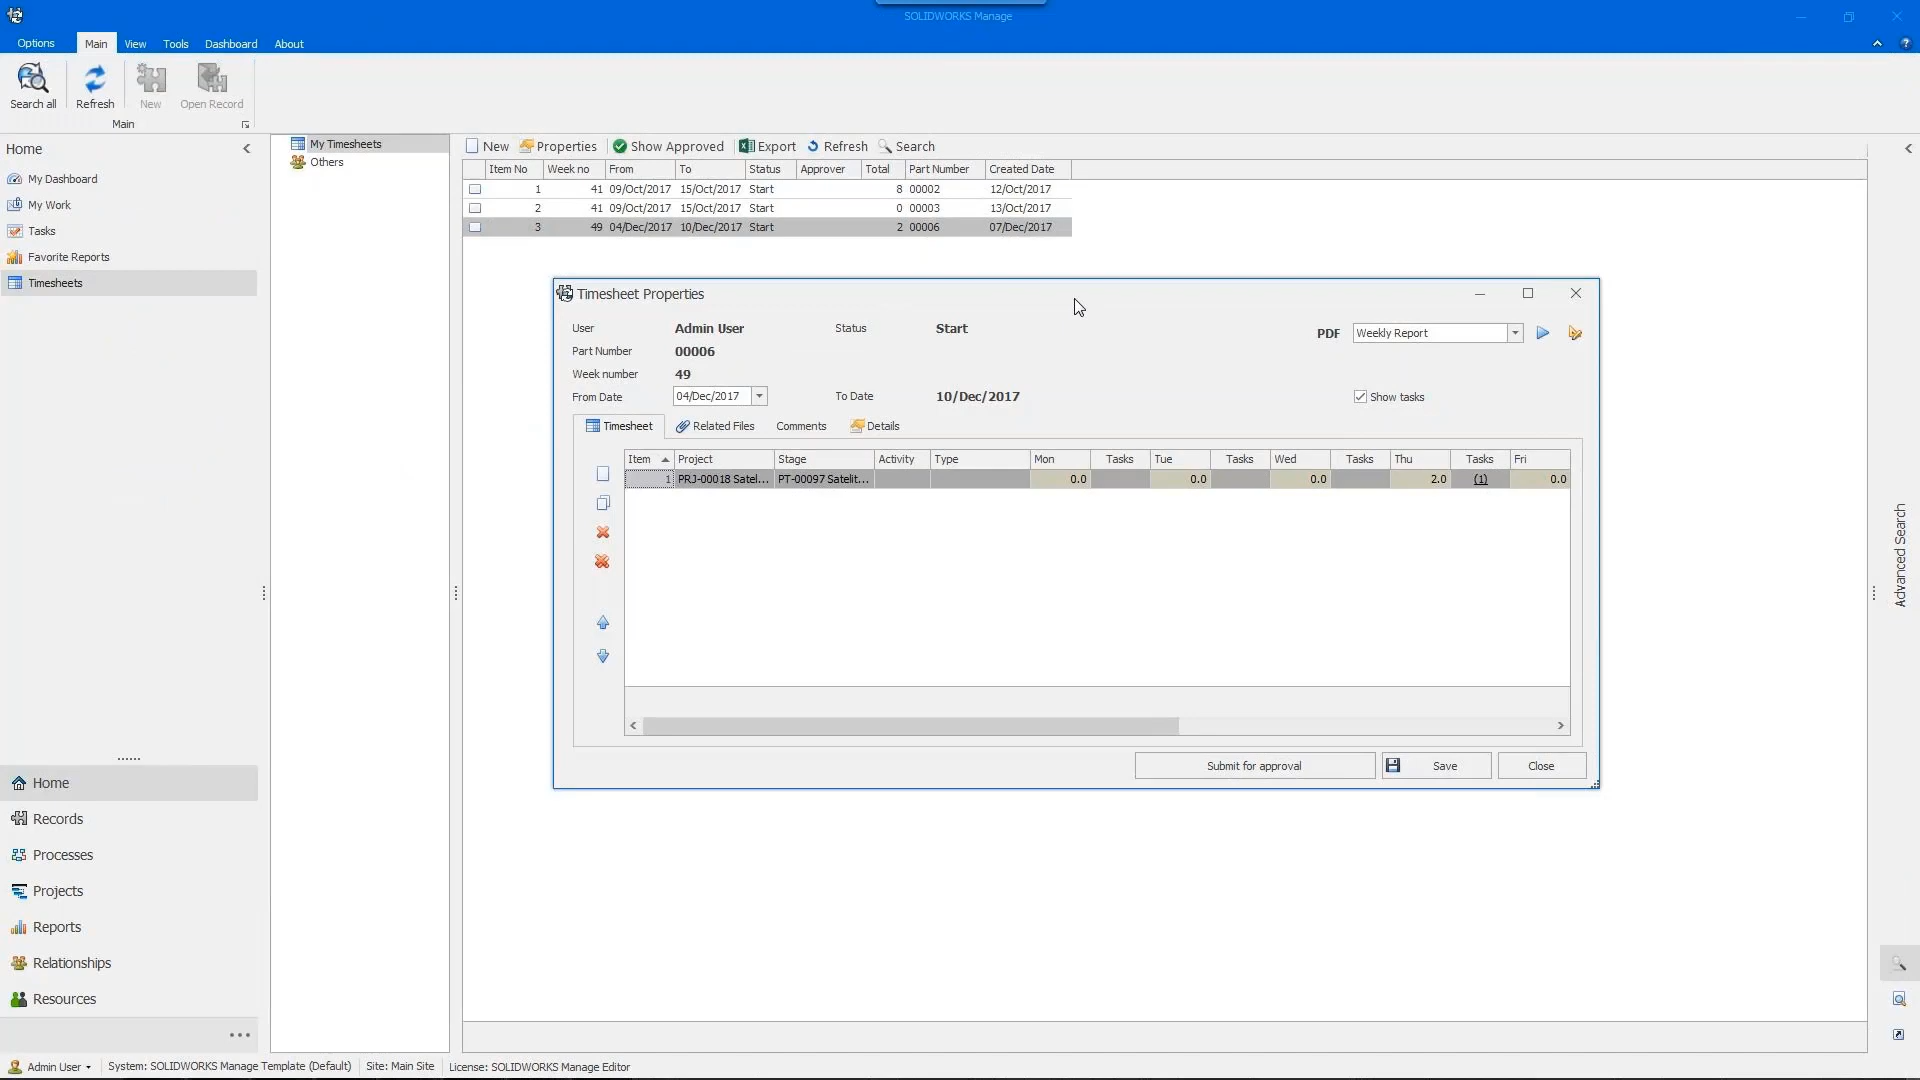 SOLIDWORKS Manage
Options Main View Tools Dashboard About
Search all Refresh New Open Record
Main
Home
My Dashboard
My Work
Tasks
Favorite Reports
Timesheets
My Timesheets
Others
New Properties Show Approved Export Refresh Search
Item No Week no From To Status Approver Total Part Number Created Date
1 41 09/Oct/2017 15/Oct/2017 Start 8 00002 12/Oct/2017
2 41 09/Oct/2017 15/Oct/2017 Start 0 00003 13/Oct/2017
3 49 04/Dec/2017 10/Dec/2017 Start 2 00006 07/Dec/2017
Timesheet Properties
User Admin User Status Start
PDF Weekly Report
Part Number 00006
Week number 49
From Date 04/Dec/2017 To Date 10/Dec/2017 Show tasks
Timesheet Related Files Comments Details
Item Project Stage Activity Type Mon Tasks Tue Tasks Wed Tasks Thu Tasks Fri
1 PRJ-00018 Satel... PT-00097 Satelit... 0.0 0.0 0.0 2.0 (1) 0.0
Submit for approval Save Close
Advanced Search
Home
Records
Processes
Projects
Reports
Relationships
Resources
Admin User System: SOLIDWORKS Manage Template (Default) Site: Main Site License: SOLIDWORKS Manage Editor